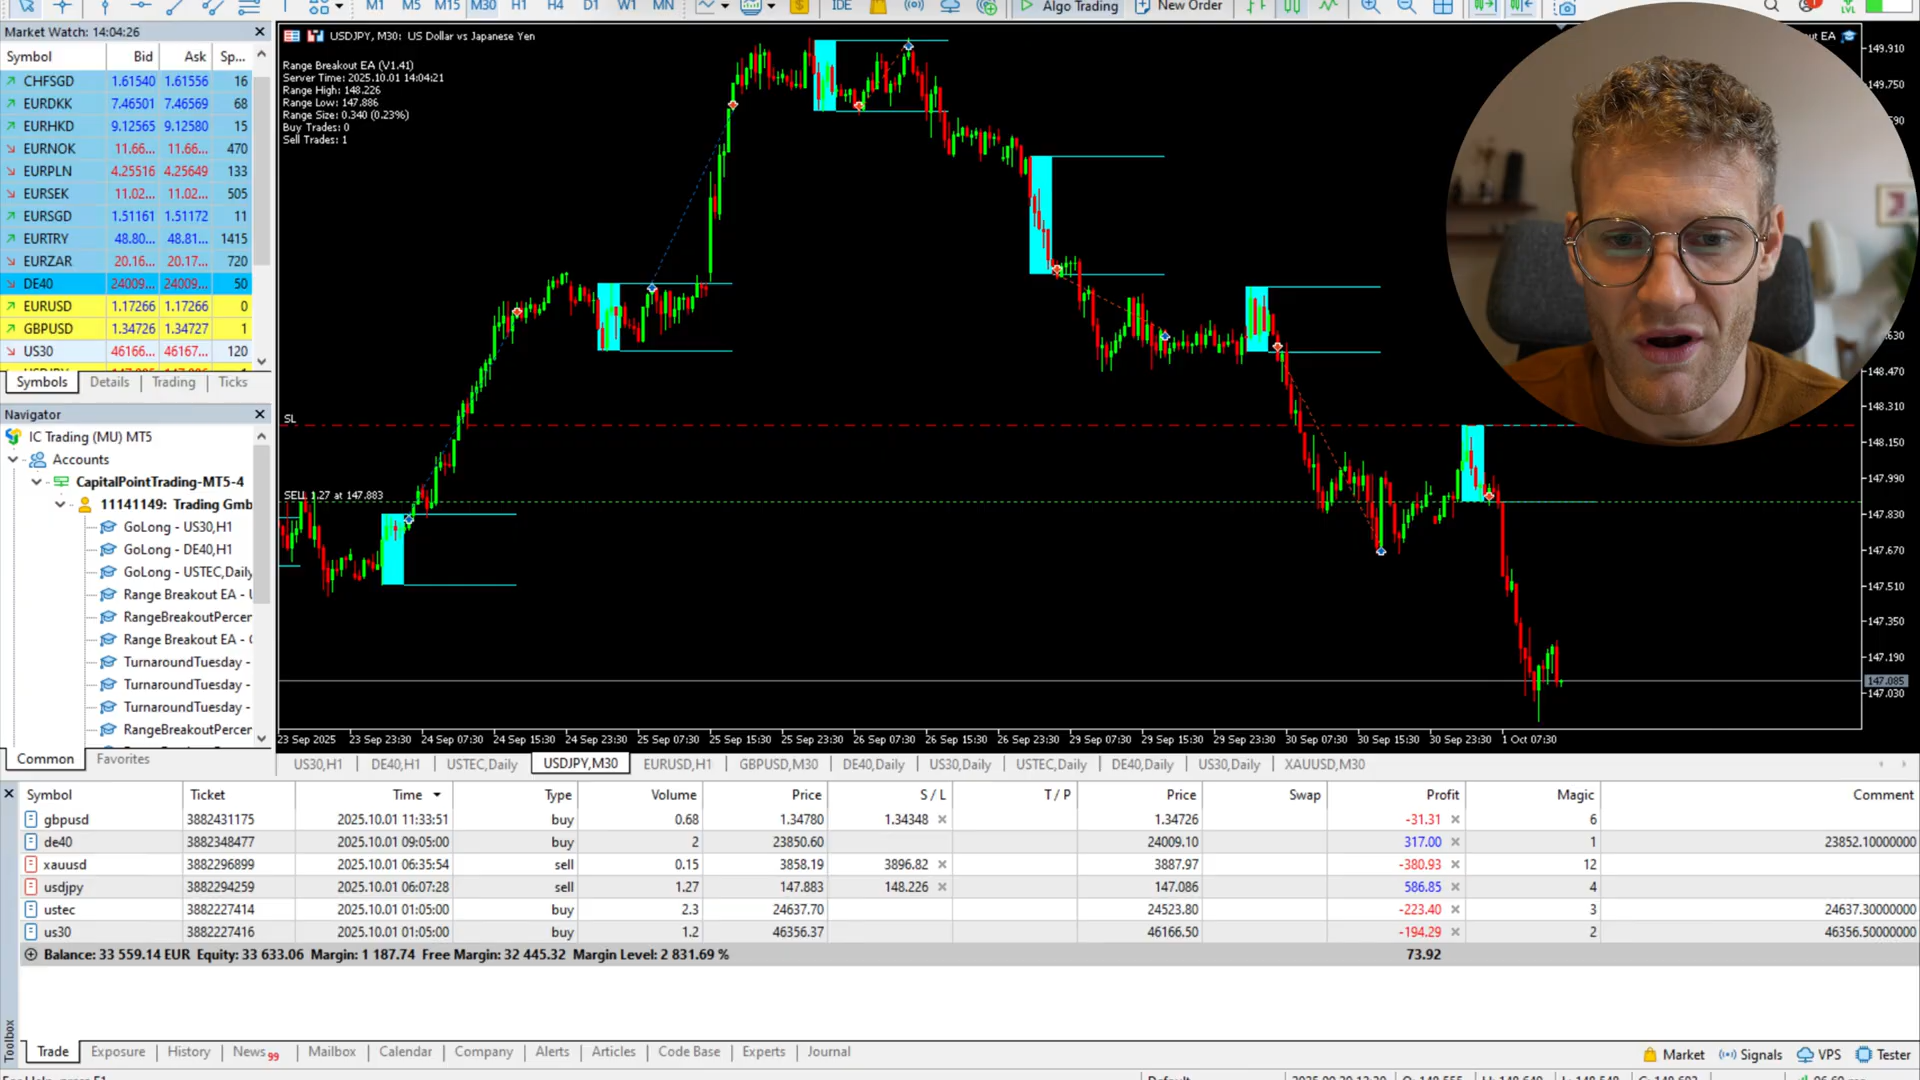 M1 M5 M15 M30 H1 H4 D1 W1 MN IDE Algo Trading New Order
Market Watch: 14:04:26
Symbol Bid Ask Sp...
CHFSGD 1.61540 1.61556 16
EURDKK 7.46501 7.46569 68
EURHKD 9.12565 9.12580 15
EURNOK 11.66... 11.66... 470
EURPLN 4.25516 4.25649 133
EURSEK 11.02... 11.02... 505
EURSGD 1.51161 1.51172 11
EURTRY 48.80... 48.81... 1415
EURZAR 20.16... 20.17... 720
DE40 24009... 24009... 50
EURUSD 1.17266 1.17266 0
GBPUSD 1.34726 1.34727 1
US30 46166... 46167... 120
Symbols Details Trading Ticks
Navigator
IC Trading (MU) MT5
Accounts
CapitalPointTrading-MT5-4
11141149: Trading Gmb
GoLong - US30,H1
GoLong - DE40,H1
GoLong - USTEC,Daily
Range Breakout EA - U
RangeBreakoutPercer
Range Breakout EA - G
TurnaroundTuesday -
TurnaroundTuesday -
TurnaroundTuesday -
RangeBreakoutPercer
Common Favorites
USDJPY, M30: US Dollar vs Japanese Yen
Range Breakout EA (V1.41)
Server Time: 2025.10.01 14:04:21
Range High: 148.226
Range Low: 147.886
Range Size: 0.340 (0.23%)
Buy Trades: 0
Sell Trades: 1
EA
SL
SELL 1.27 at 147.883
149.910
149.750
148.470
148.310
148.150
147.990
147.830
147.670
147.510
147.350
147.190
147.085
147.030
23 Sep 2025 23 Sep 23:30 24 Sep 07:30 24 Sep 15:30 24 Sep 23:30 25 Sep 07:30 25 Sep 15:30 25 Sep 23:30 26 Sep 07:30 26 Sep 15:30 26 Sep 23:30 29 Sep 07:30 29 Sep 15:30 29 Sep 23:30 30 Sep 07:30 30 Sep 15:30 30 Sep 23:30 1 Oct 07:30
US30,H1 DE40,H1 USTEC,Daily USDJPY,M30 EURUSD,H1 GBPUSD,M30 DE40,Daily US30,Daily USTEC,Daily DE40,Daily US30,Daily XAUUSD,M30
Symbol Ticket Time Type Volume Price S / L T / P Price Swap Profit Magic Comment
gbpusd 3882431175 2025.10.01 11:33:51 buy 0.68 1.34780 1.34348 1.34726 -31.31 6
de40 3882348477 2025.10.01 09:05:00 buy 2 23850.60 24009.10 317.00 1 23852.10000000
xauusd 3882296899 2025.10.01 06:35:54 sell 0.15 3858.19 3896.82 3887.97 -380.93 12
usdjpy 3882294259 2025.10.01 06:07:28 sell 1.27 147.883 148.226 147.086 586.85 4
ustec 3882227414 2025.10.01 01:05:00 buy 2.3 24637.70 24523.80 -223.40 3 24637.30000000
us30 3882227416 2025.10.01 01:05:00 buy 1.2 46356.37 46166.50 -194.29 2 46356.50000000
Balance: 33 559.14 EUR Equity: 33 633.06 Margin: 1 187.74 Free Margin: 32 445.32 Margin Level: 2 831.69 % 73.92
Toolbox
Trade Exposure History News 99 Mailbox Calendar Company Alerts Articles Code Base Experts Journal
Market Signals VPS Tester